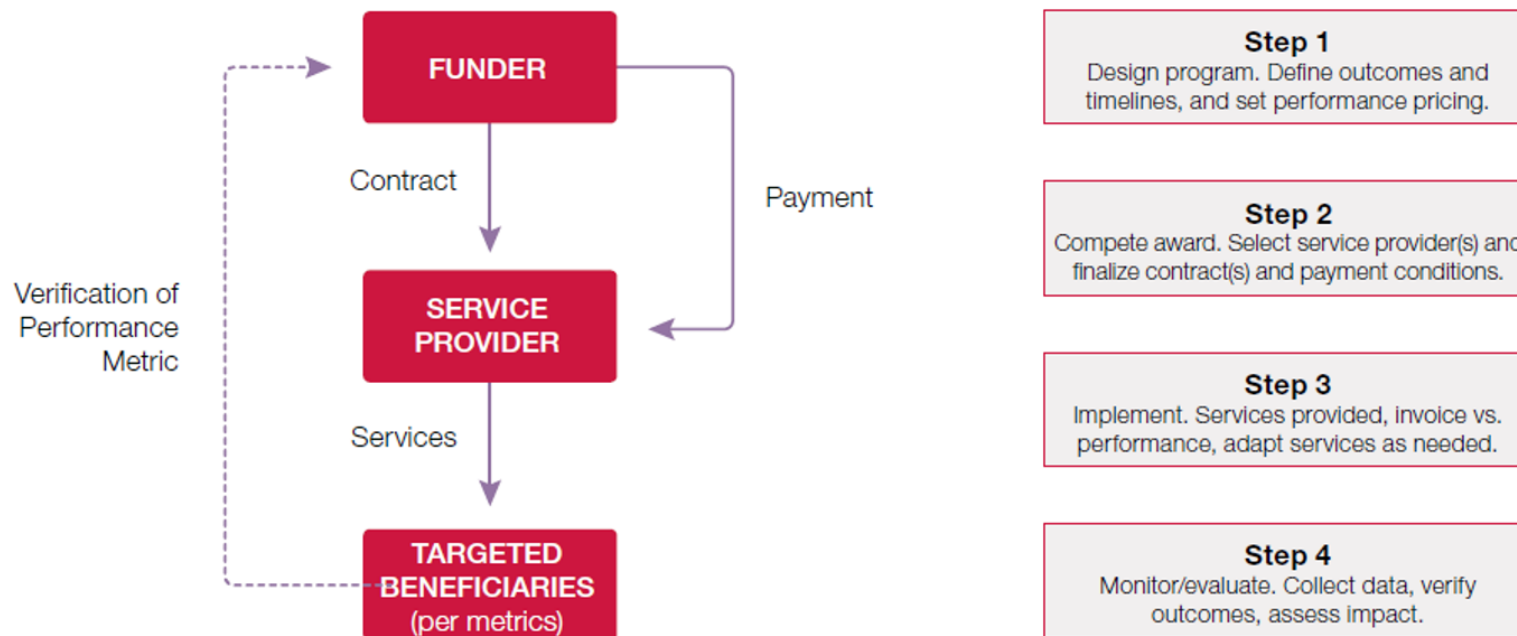 FUNDER
Contract
Payment
Verification of
Performance
Metric
SERVICE
PROVIDER
Services
TARGETED
BENEFICIARIES
(per metrics)
Step 1
Design program. Define outcomes and
timelines, and set performance pricing.
Step 2
Compete award. Select service provider(s) and
finalize contract(s) and payment conditions.
Step 3
Implement. Services provided, invoice vs.
performance, adapt services as needed.
Step 4
Monitor/evaluate. Collect data, verify
outcomes, assess impact.